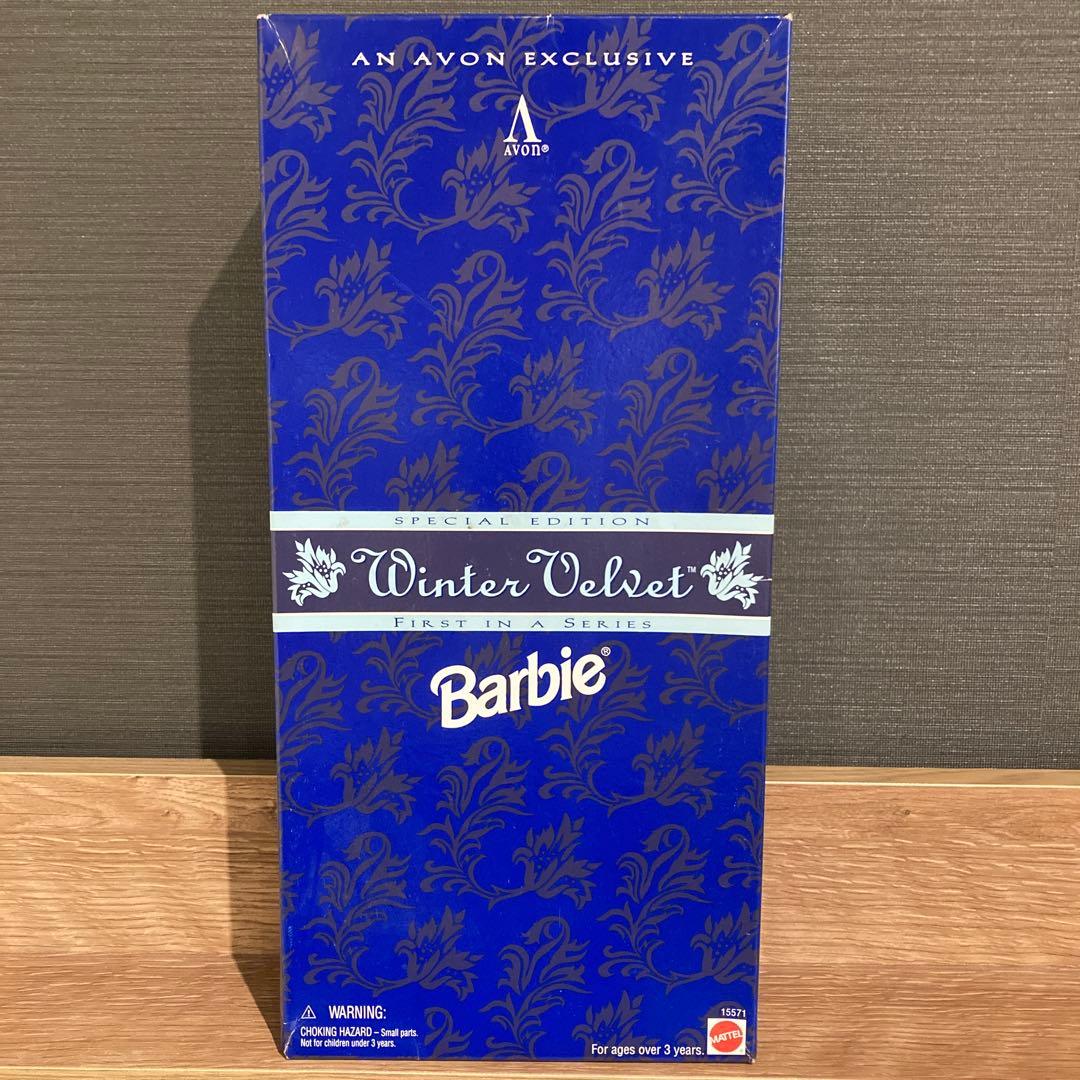 AN AVON EXCLUSIVE
AVON®
SPECIAL EDITION
Winter Velvet™
FIRST IN A SERIES
Barbie®
⚠ WARNING:
CHOKING HAZARD – Small parts.
Not for children under 3 years.
15571
MATTEL
For ages over 3 years.